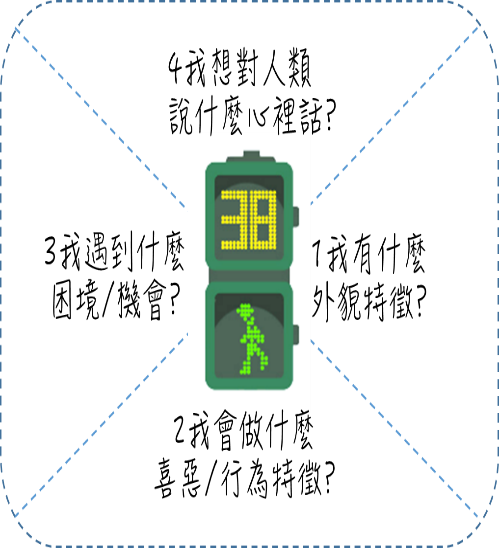 4我想對人類
說什麼心裡話?
38
3我遇到什麼
困境/機會?
1我有什麼
外貌特徵?
2我會做什麼
喜惡/行為特徵?